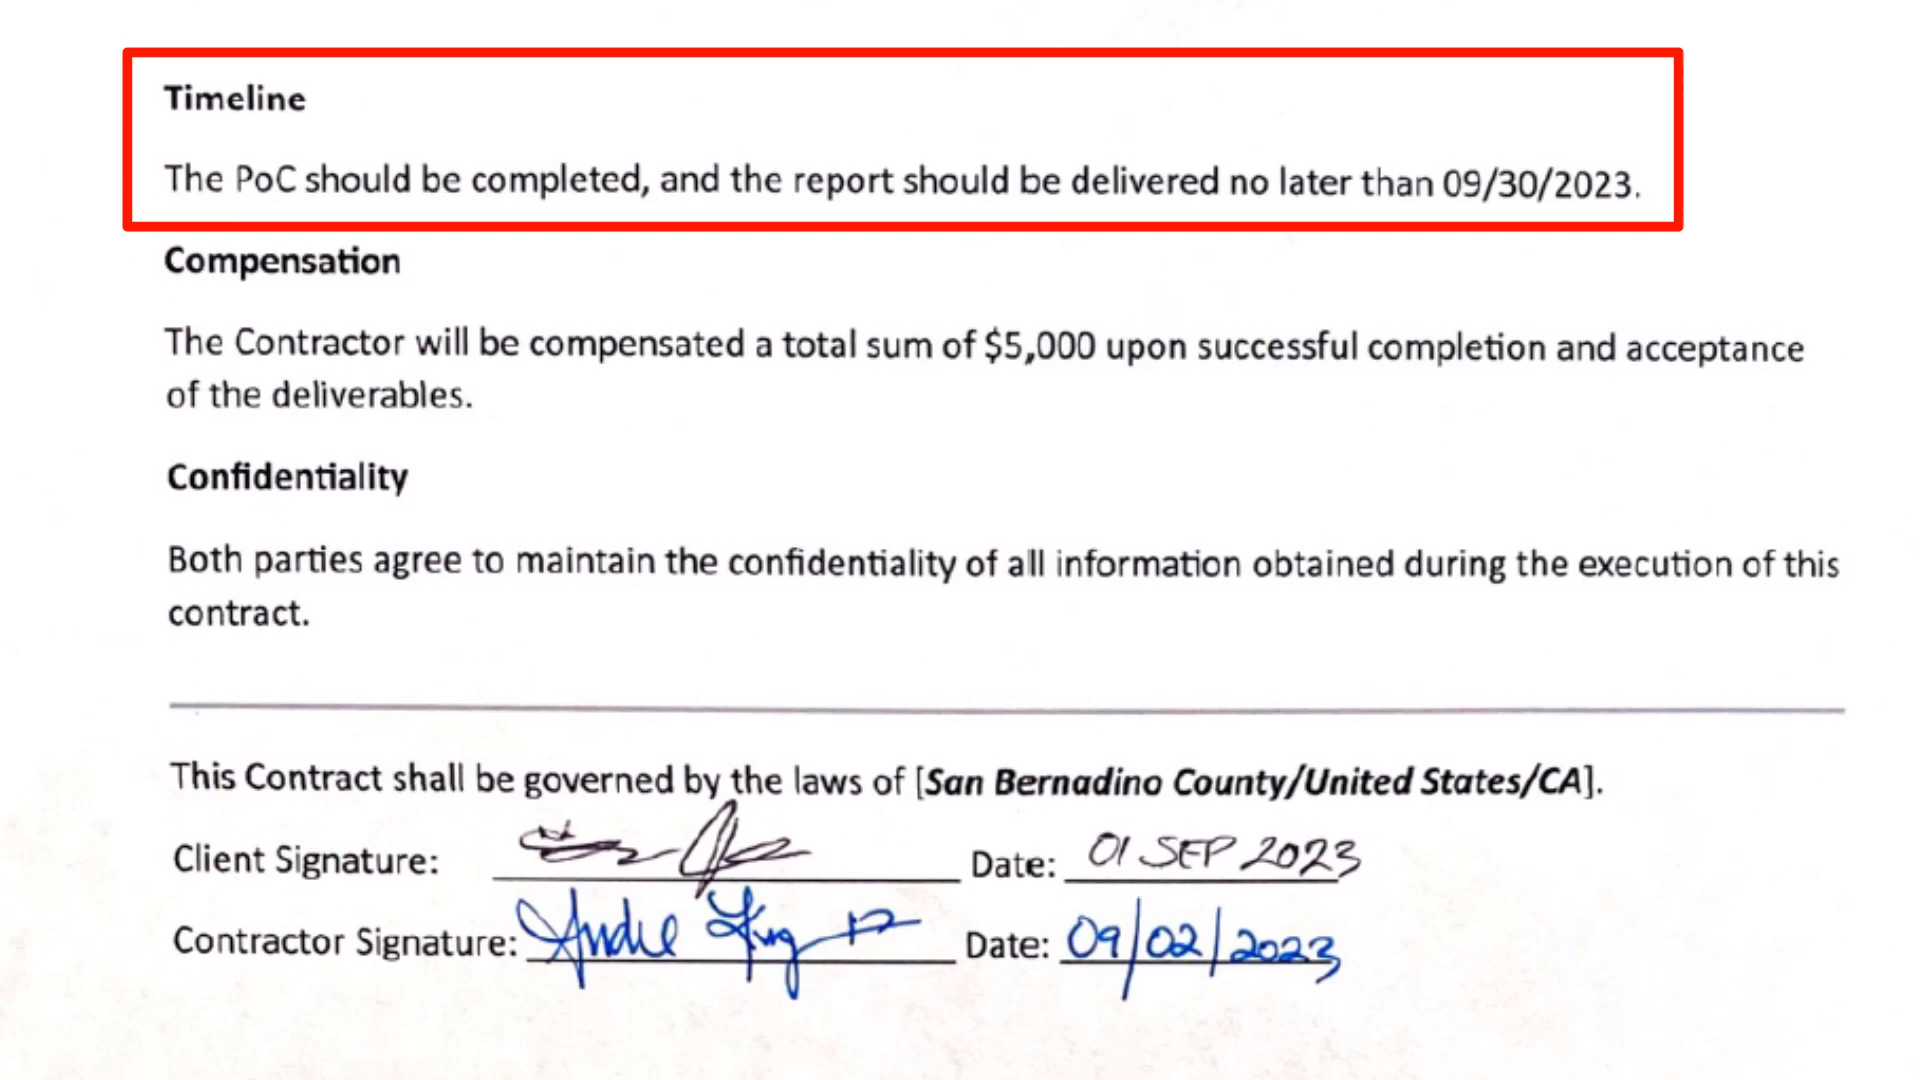 Timeline
The PoC should be completed, and the report should be delivered no later than 09/30/2023.
Compensation
The Contractor will be compensated a total sum of $5,000 upon successful completion and acceptance
of the deliverables.
Confidentiality
Both parties agree to maintain the confidentiality of all information obtained during the execution of this
contract.
This Contract shall be governed by the laws of [San Bernadino County/United States/CA].
Client Signature: Date: 01 SEP 2023
Contractor Signature: Andre Date: 09/02/2023